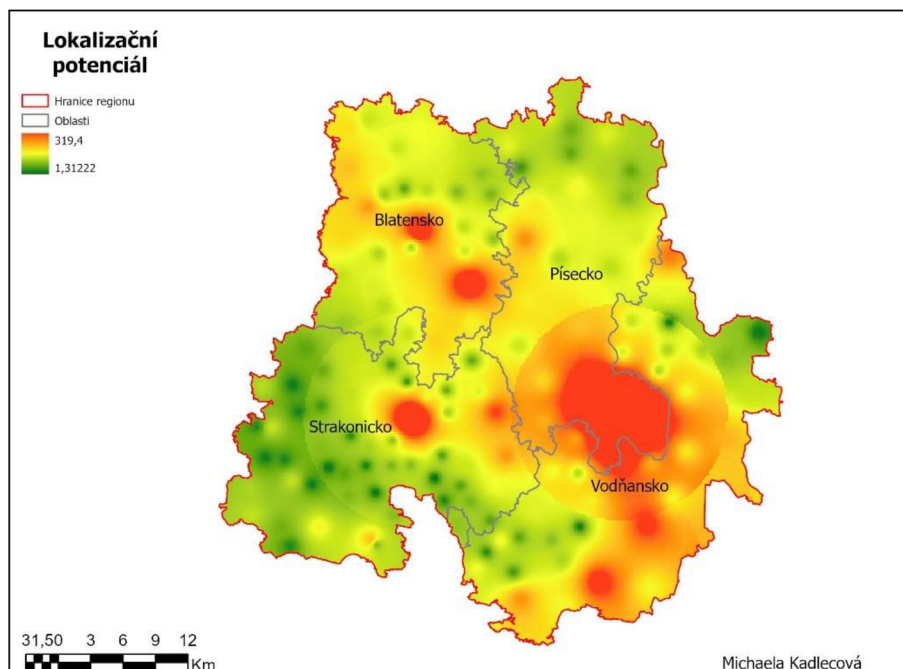 Lokalizační
potenciál
Hranice regionu
Oblasti
319,4
1,31222
Blatensko
Písecko
Strakonicko
Vodňansko
31,50 3 6 9 12
Km
Michaela Kadlecová